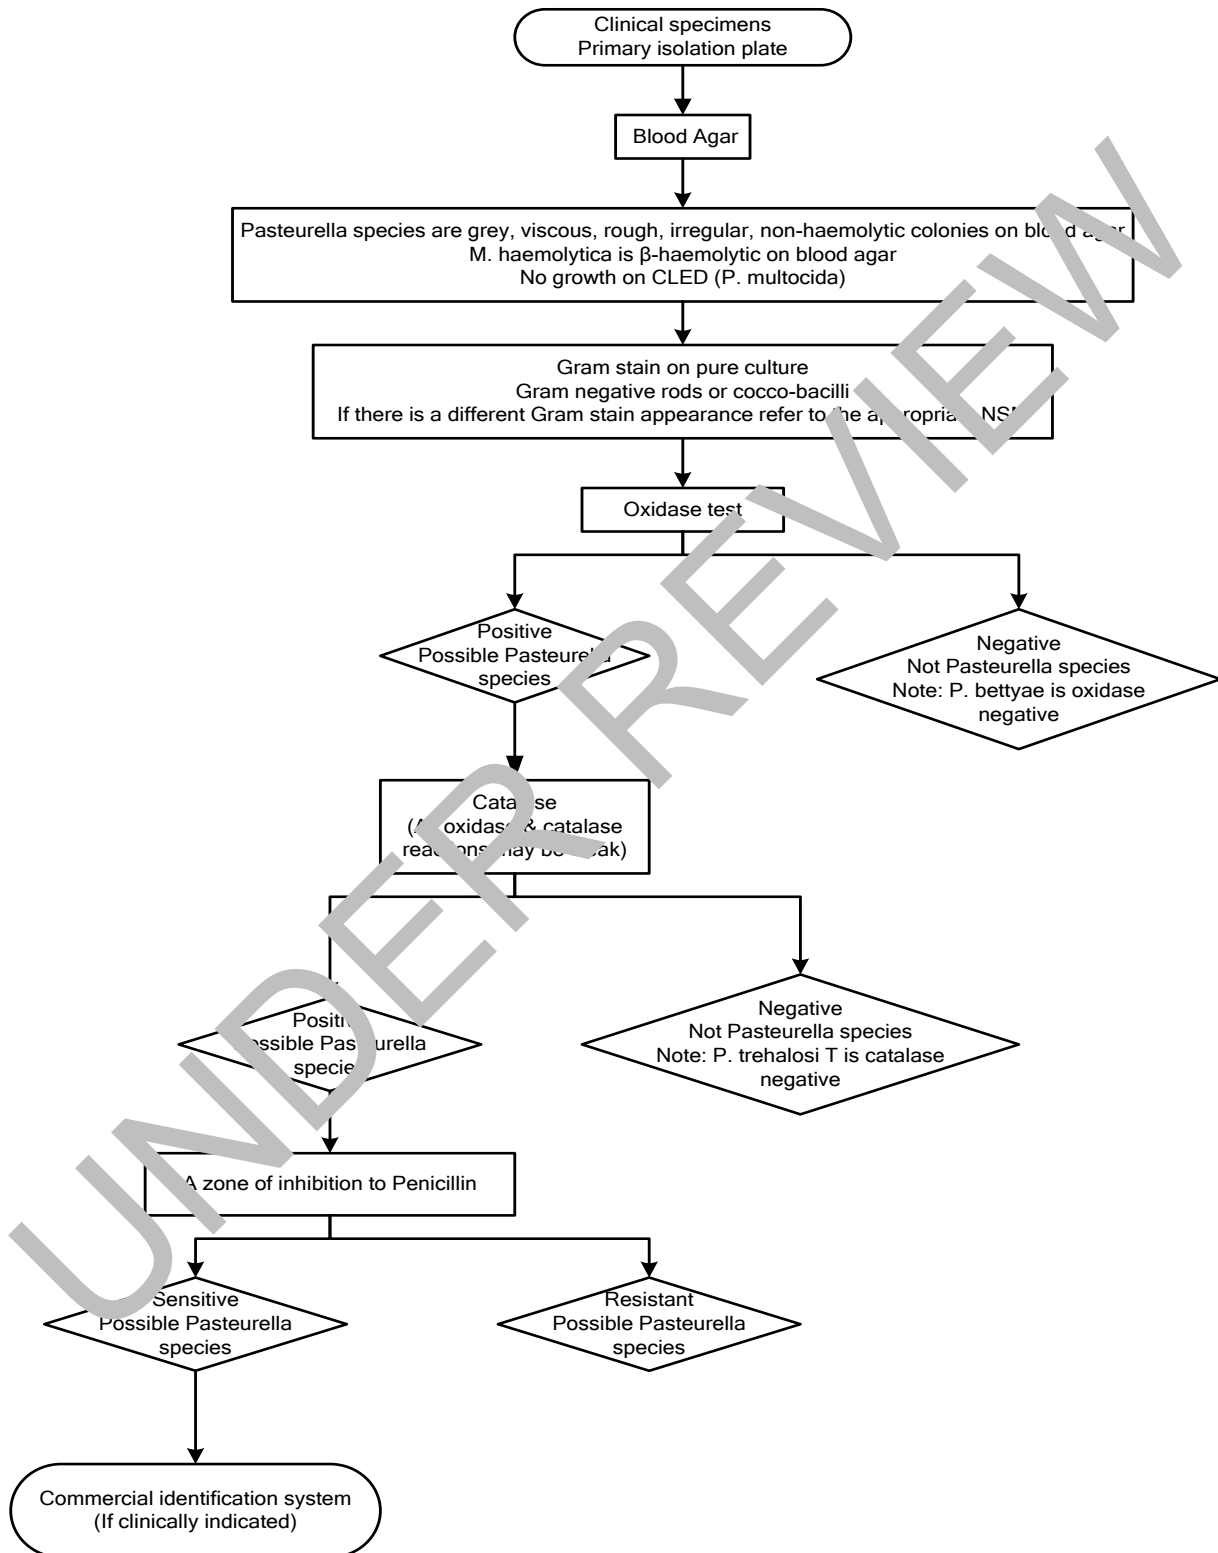 Clinical specimens
Primary isolation plate
Blood Agar
Pasteurella species are grey, viscous, rough, irregular, non-haemolytic colonies on blood agar
M. haemolytica is β-haemolytic on blood agar
No growth on CLED (P. multocida)
Gram stain on pure culture
Gram negative rods or cocco-bacilli
If there is a different Gram stain appearance refer to the appropriate
Oxidase test
Positive
Possible Pasteurella
species
Negative
Not Pasteurella species
Note: P. bettyae is oxidase
negative
Catalase
oxidase & catalase
reactions may be weak)
Positive
Possible Pasteurella
species
Negative
Not Pasteurella species
Note: P. trehalosi T is catalase
negative
A zone of inhibition to Penicillin
Sensitive
Possible Pasteurella
species
Resistant
Possible Pasteurella
species
Commercial identification system
(If clinically indicated)
UNDER REVIEW